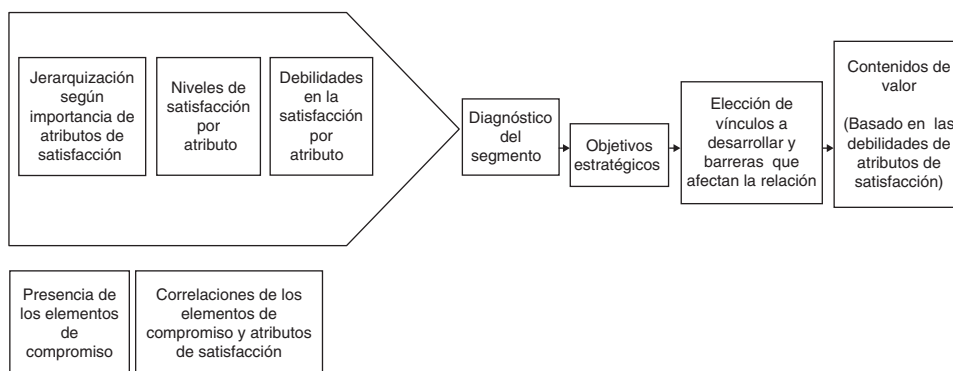 Jerarquización
según
importancia de
atributos de
satisfacción
Niveles de
satisfacción
por
atributo
Debilidades
en la
satisfacción
por
atributo
Diagnóstico
del
segmento
Objetivos
estratégicos
Elección de
vínculos a
desarrollar y
barreras que
afectan la relación
Contenidos de
valor
(Basado en las
debilidades de
atributos de
satisfacción)
Presencia de
los elementos
de
compromiso
Correlaciones de los
elementos de
compromiso y atributos
de satisfacción